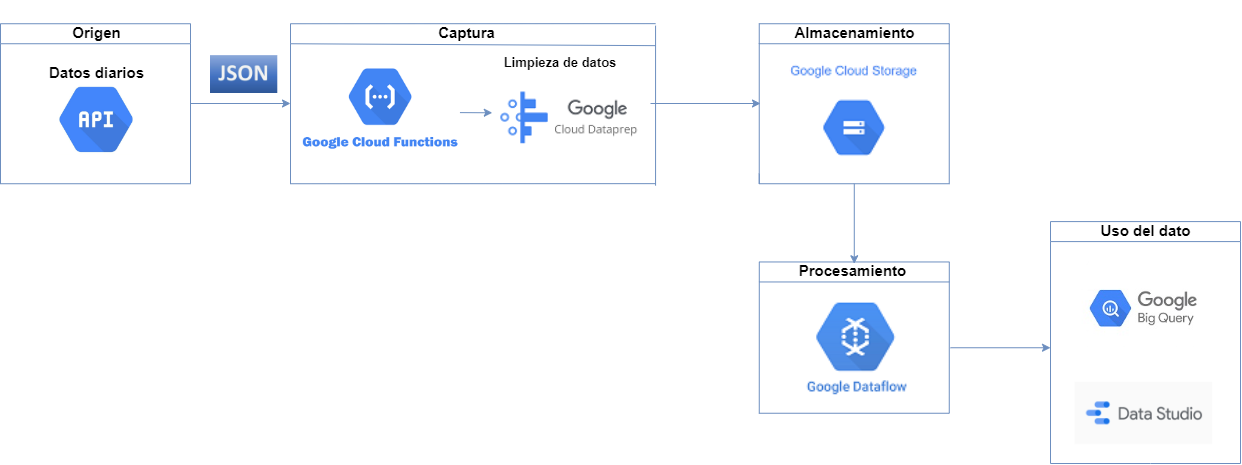 Origen
Datos diarios
API
JSON
Captura
Google Cloud Functions
Limpieza de datos
Google
Cloud Dataprep
Almacenamiento
Google Cloud Storage
Procesamiento
Google Dataflow
Uso del dato
Google
Big Query
Data Studio